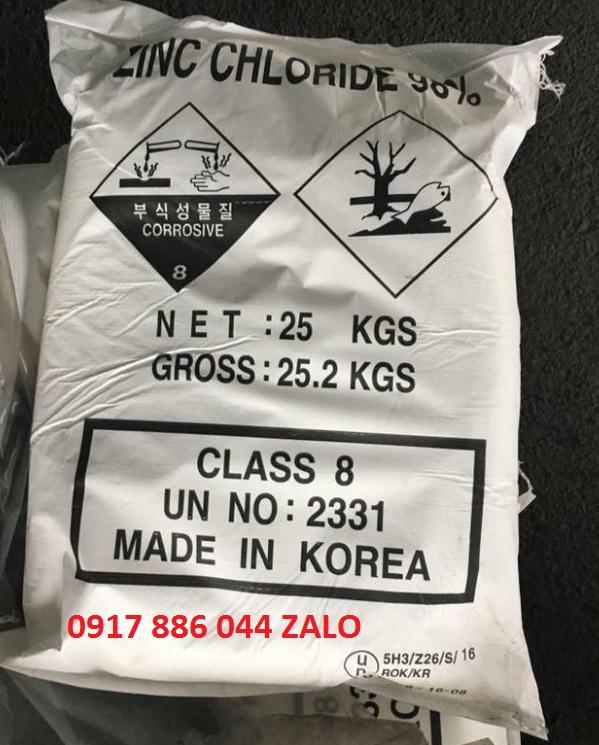 ZINC CHLORIDE 98%
부식성물질
CORROSIVE
8
NET : 25 KGS
GROSS : 25.2 KGS
CLASS 8
UN NO : 2331
MADE IN KOREA
0917 886 044 ZALO
5H3/Z26/S/ 16
ROK/KR